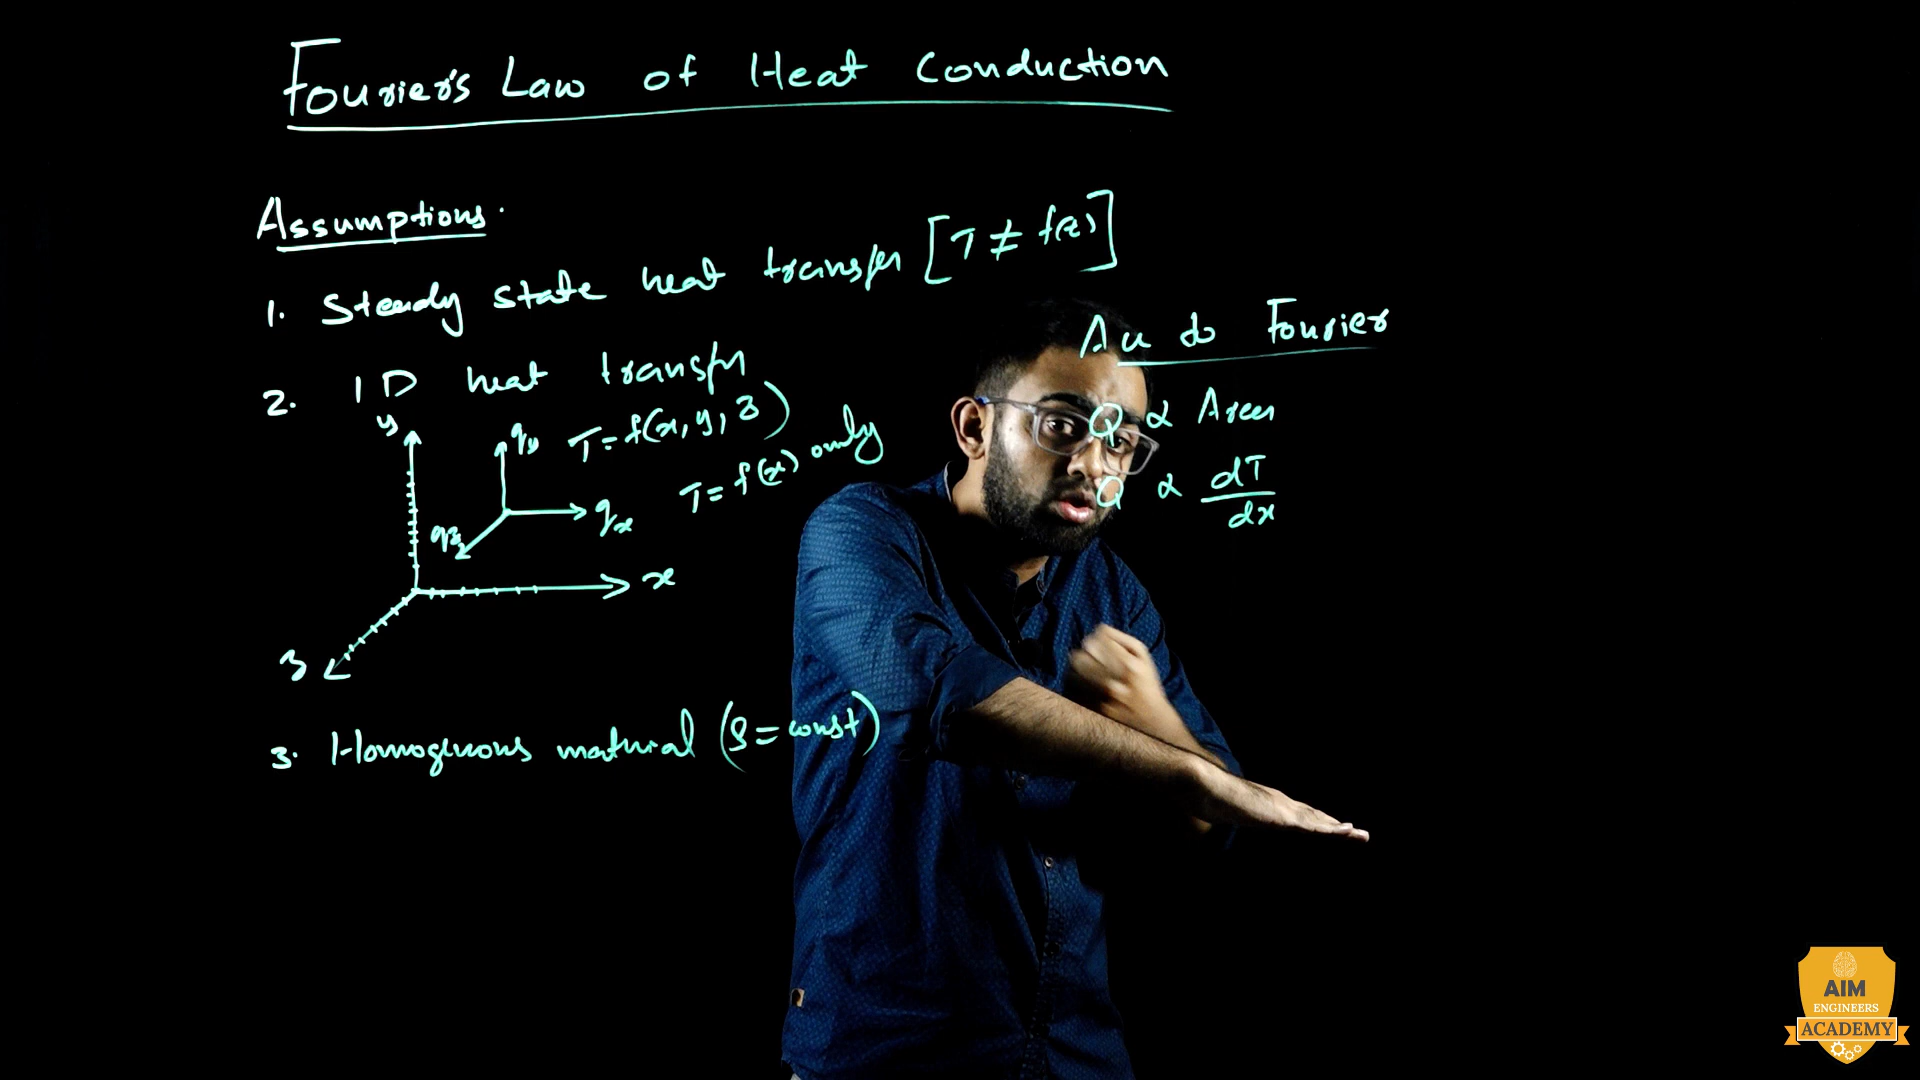 Fourier's Law of Heat Conduction
Assumptions.
1. Steady state heat transfer [T ≠ f(z)]
2. 1D heat transfer
T = f(x, y, z)
T = f(x) only
y
qy
qx
qz
x
z
3. Homogenous material (ρ = const)
Acc to Fourier
Q ∝ Area
Q ∝ dT/dx
AIM
ENGINEERS
ACADEMY